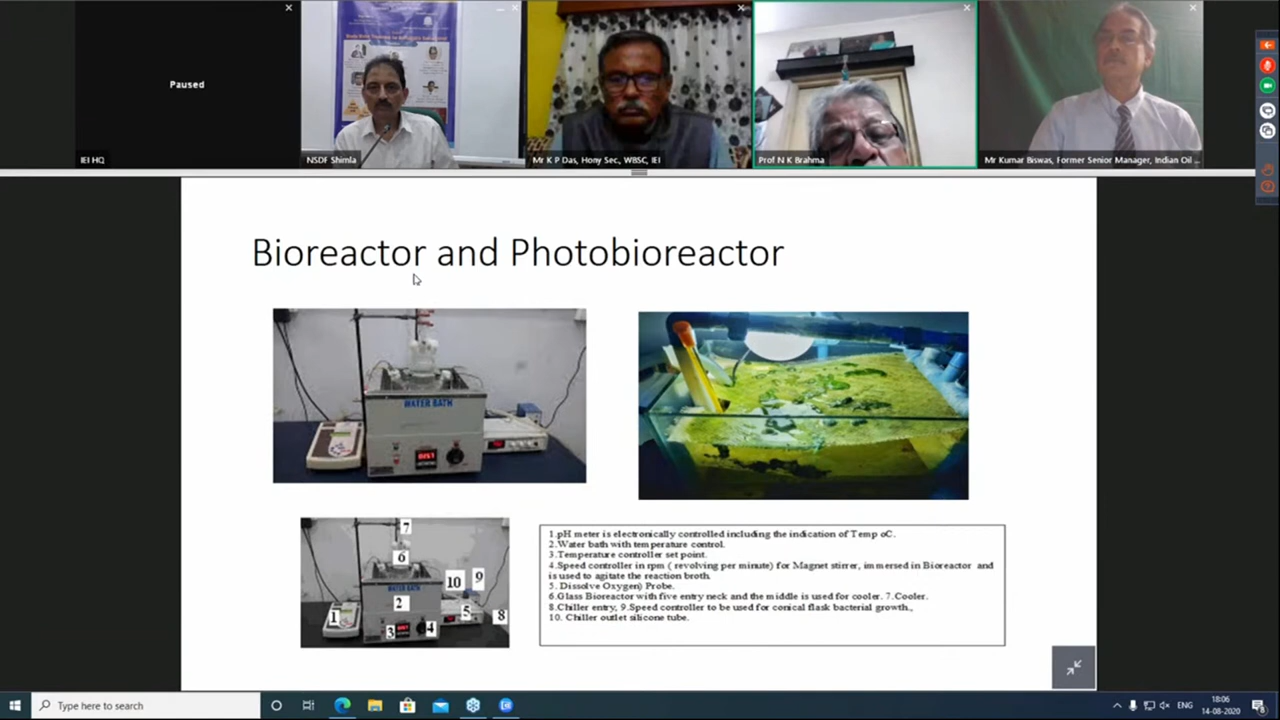 Paused
IEI HQ
NSDF Shimla
Mr K P Das, Hony Sec., WBSC, IEI
Prof N K Brahma
Mr Kumar Biswas, Former Senior Manager, Indian Oil ...
Bioreactor and Photobioreactor
WATER BATH
7
6
10
9
2
1
5
8
3
4
1.pH meter is electronically controlled including the indication of Temp oC.
2.Water bath with temperature control.
3.Temperature controller set point.
4.Speed controller in rpm ( revolving per minute) for Magnet stirrer, immersed in Bioreactor and
is used to agitate the reaction broth.
5. Dissolve Oxygen) Probe.
6.Glass Bioreactor with five entry neck and the middle is used for cooler. 7.Cooler.
8.Chiller entry, 9.Speed controller to be used for conical flask bacterial growth.,
10. Chiller outlet silicone tube.
Type here to search
ENG
18:06
14-08-2020